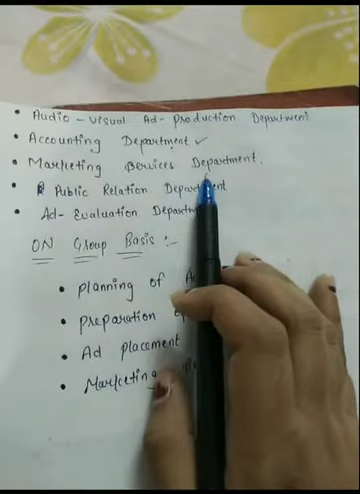 • Audio-Visual Ad-Production Department
• Accounting Department ✓
• Marketing Services Department.
• Public Relation Department
• Ad-Evaluation
ON Group Basis :-
• planning of
• preparation
• Ad placement
• Marketing